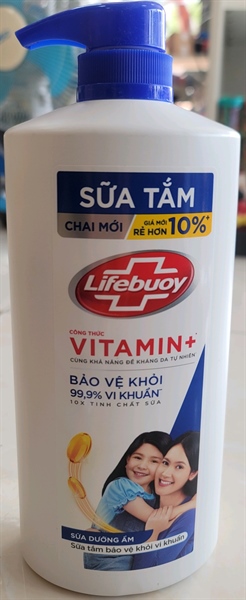 SỮA TẮM
CHAI MỚI
GIÁ MỚI
RẺ HƠN 10%*
Lifebuoy
CÔNG THỨC
VITAMIN+
CÙNG KHẢ NĂNG ĐỀ KHÁNG DA TỰ NHIÊN
BẢO VỆ KHỎI
99,9% VI KHUẨN
10X TINH CHẤT SỮA
SỮA DƯỠNG ẨM
Sữa tắm bảo vệ khỏi vi khuẩn